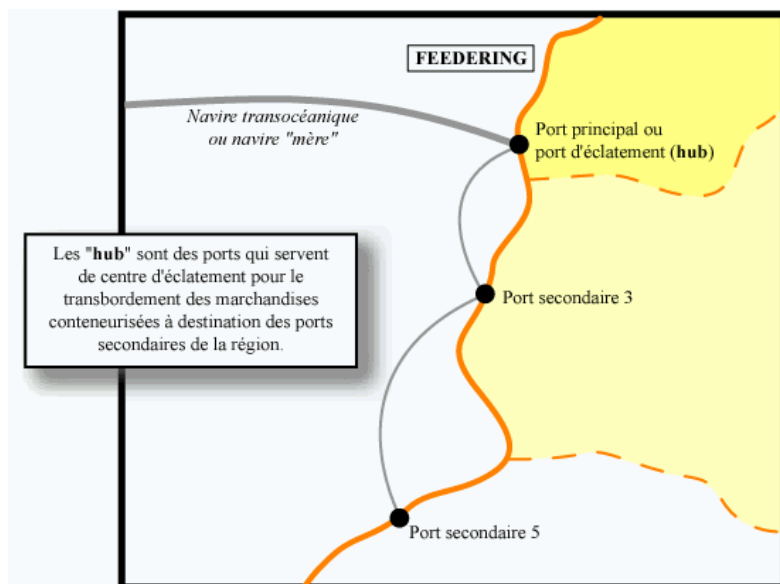 FEEDERING
Navire transocéanique
ou navire "mère"
Port principal ou
port d'éclatement (hub)
Les "hub" sont des ports qui servent
de centre d'éclatement pour le
transbordement des marchandises
conteneurisées à destination des ports
secondaires de la région.
Port secondaire 3
Port secondaire 5